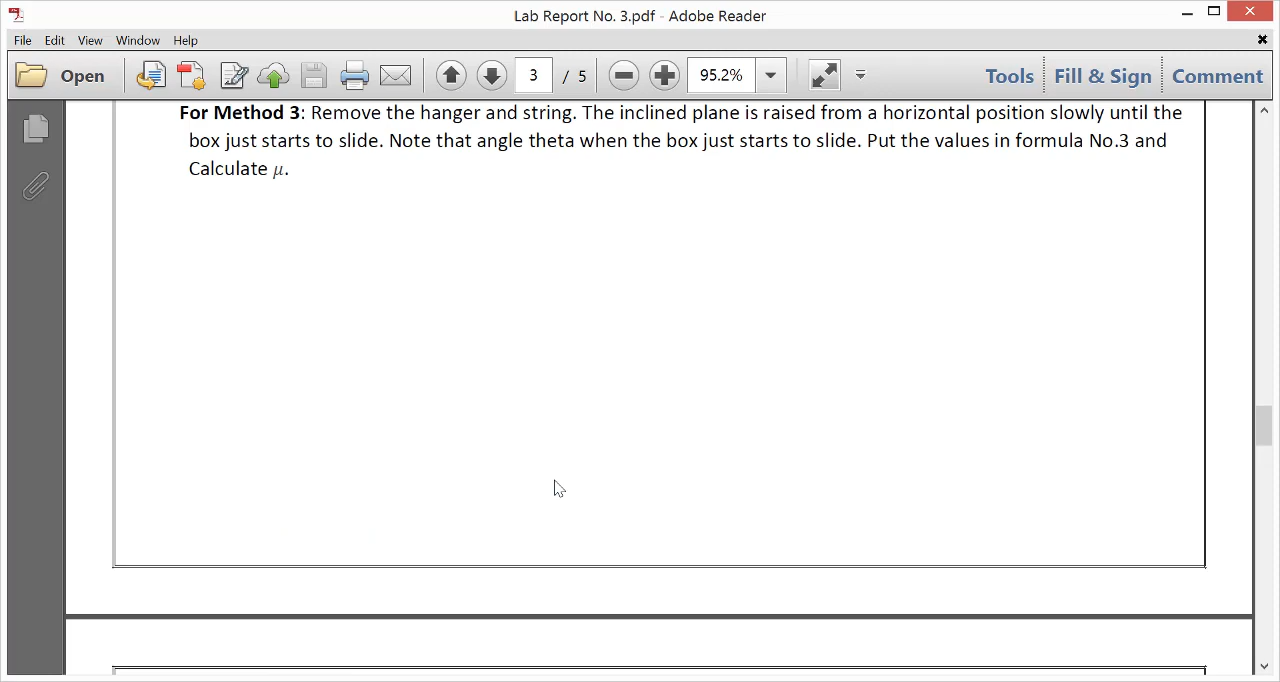 Lab Report No. 3.pdf - Adobe Reader
File Edit View Window Help
Open 3 / 5 95.2% Tools Fill & Sign Comment
For Method 3: Remove the hanger and string. The inclined plane is raised from a horizontal position slowly until the
box just starts to slide. Note that angle theta when the box just starts to slide. Put the values in formula No.3 and
Calculate μ.